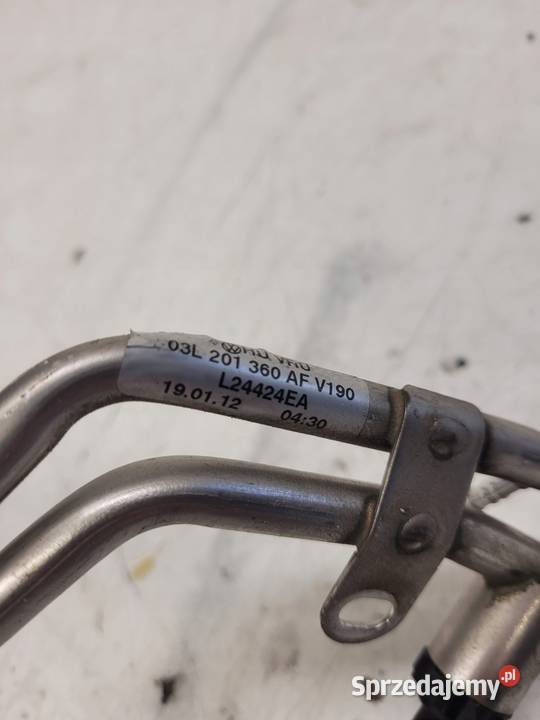 03L 201 360 AF V190
L24424EA
19.01.12 04:30
Sprzedajemy.pl